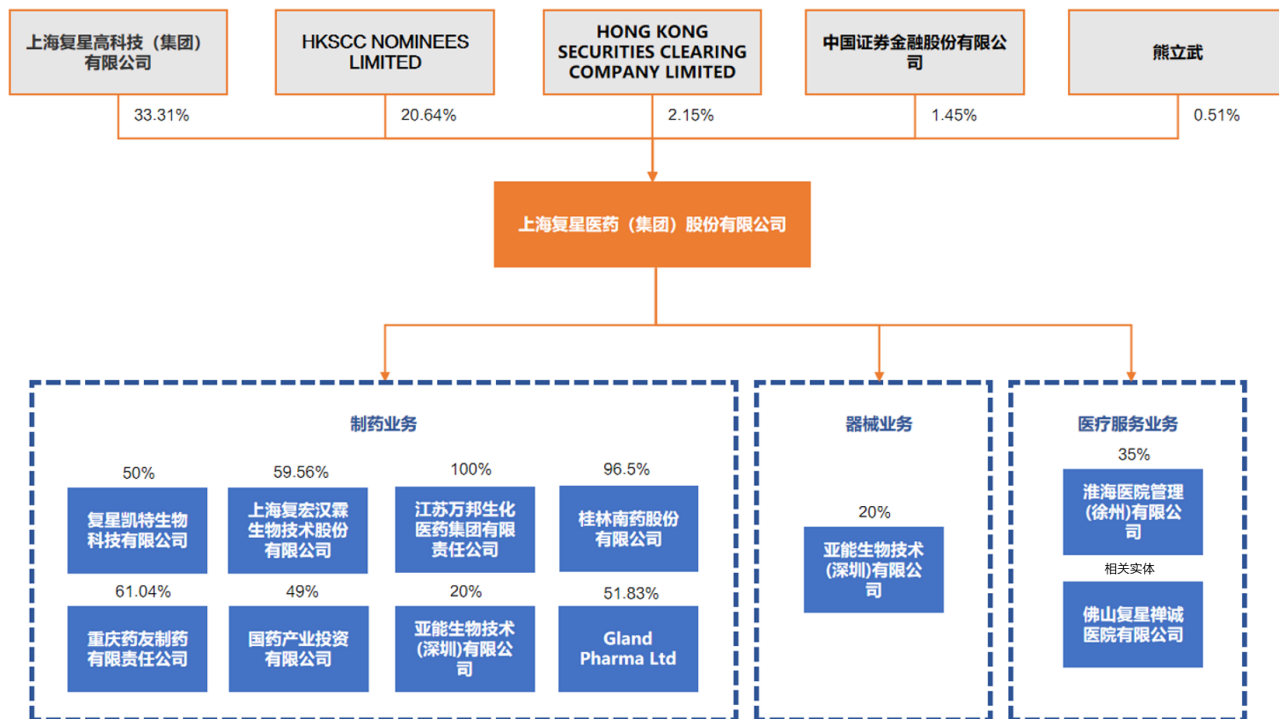 上海复星高科技（集团）
有限公司
HKSCC NOMINEES
LIMITED
HONG KONG
SECURITIES CLEARING
COMPANY LIMITED
中国证券金融股份有限公
司
熊立武
33.31%
20.64%
2.15%
1.45%
0.51%
上海复星医药（集团）股份有限公司
制药业务
50%
复星凯特生物
科技有限公司
59.56%
上海复宏汉霖
生物技术股份
有限公司
100%
江苏万邦生化
医药集团有限
责任公司
96.5%
桂林南药股份
有限公司
61.04%
重庆药友制药
有限责任公司
49%
国药产业投资
有限公司
20%
亚能生物技术
(深圳)有限公
司
51.83%
Gland
Pharma Ltd
器械业务
20%
亚能生物技术
(深圳)有限公
司
医疗服务业务
35%
淮海医院管理
(徐州)有限公
司
相关实体
佛山复星禅诚
医院有限公司